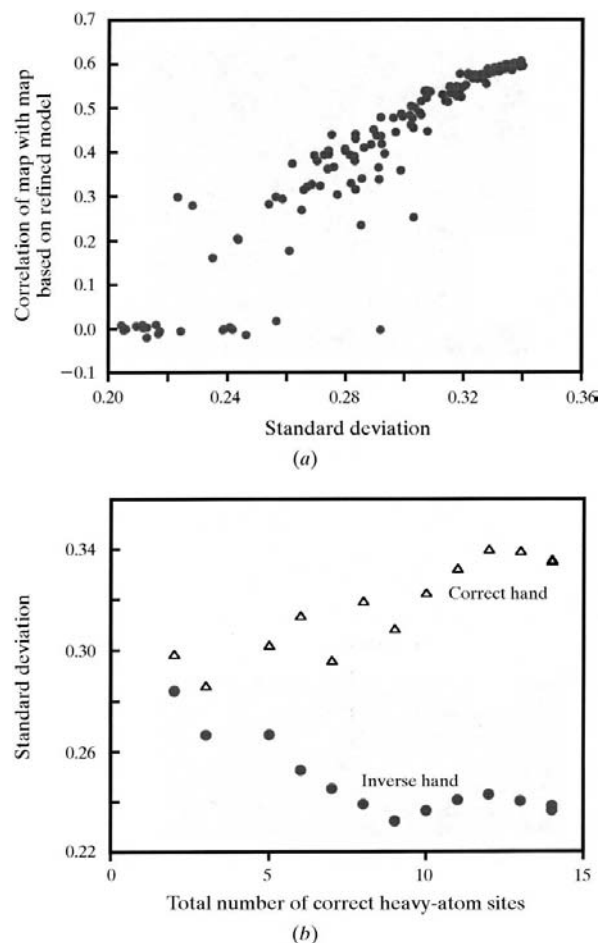 Correlation of map with map
based on refined model
0.7
0.6
0.5
0.4
0.3
0.2
0.1
0.0
−0.1
0.20
0.24
0.28
0.32
0.36
Standard deviation
(a)
Standard deviation
0.34
0.30
0.26
0.22
Correct hand
Inverse hand
0
5
10
15
Total number of correct heavy-atom sites
(b)